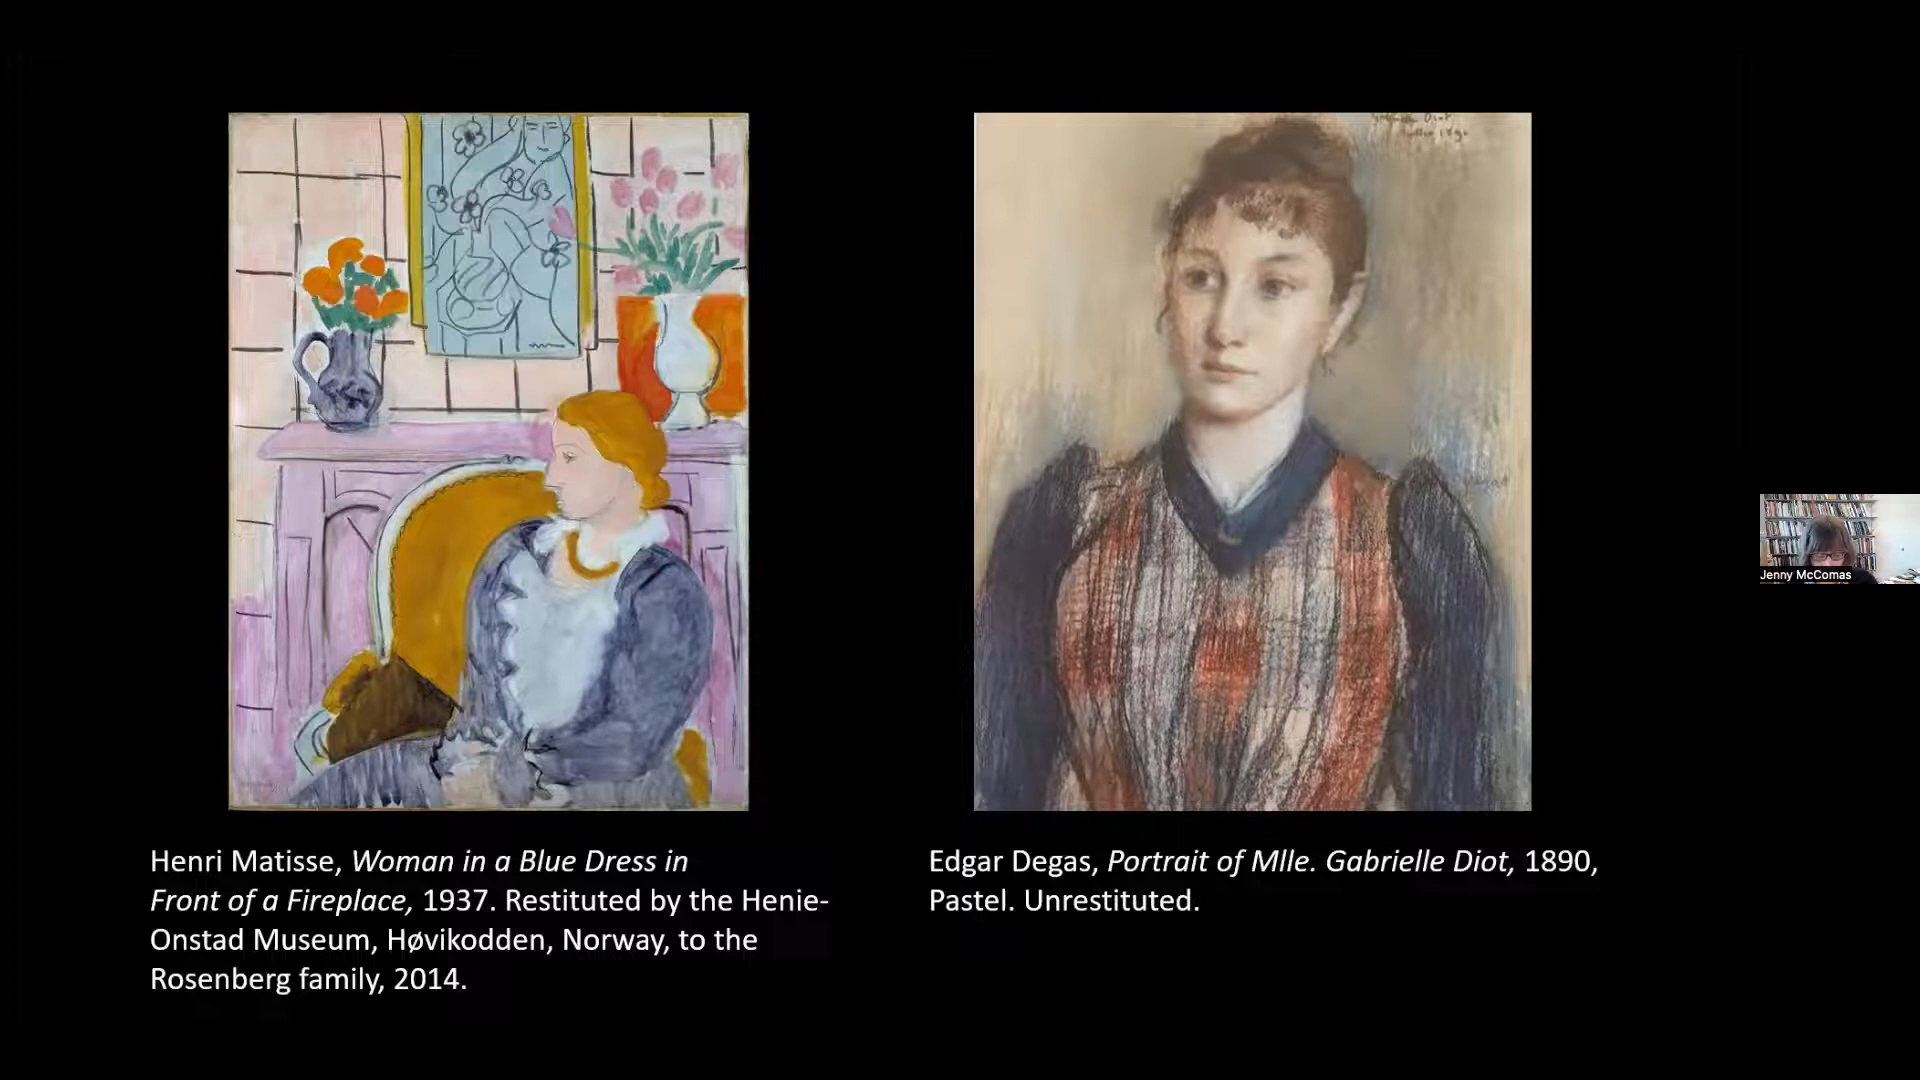 Henri Matisse, Woman in a Blue Dress in
Front of a Fireplace, 1937. Restituted by the Henie-
Onstad Museum, Høvikodden, Norway, to the
Rosenberg family, 2014.
Edgar Degas, Portrait of Mlle. Gabrielle Diot, 1890,
Pastel. Unrestituted.
Jenny McComas